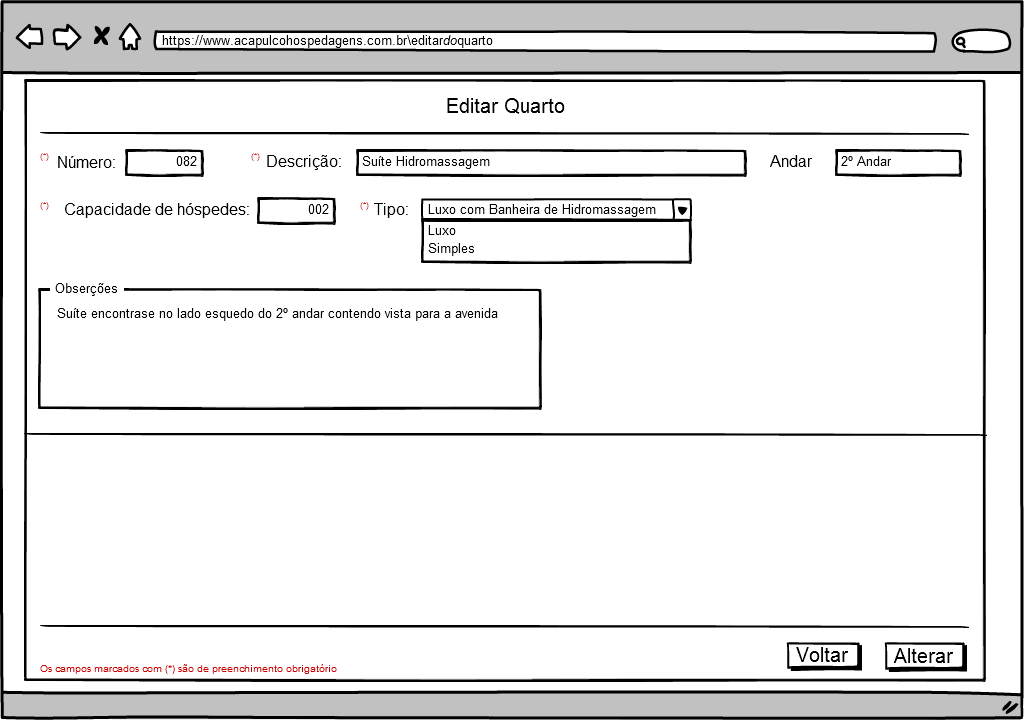 https://www.acapulcohospedagens.com.br\editardoquarto
Editar Quarto
(*) Número: 082 (*) Descrição: Suíte Hidromassagem Andar 2º Andar
(*) Capacidade de hóspedes: 002 (*) Tipo: Luxo com Banheira de Hidromassagem
Luxo
Simples
Obserções
Suíte encontrase no lado esquedo do 2º andar contendo vista para a avenida
Voltar Alterar
Os campos marcados com (*) são de preenchimento obrigatório